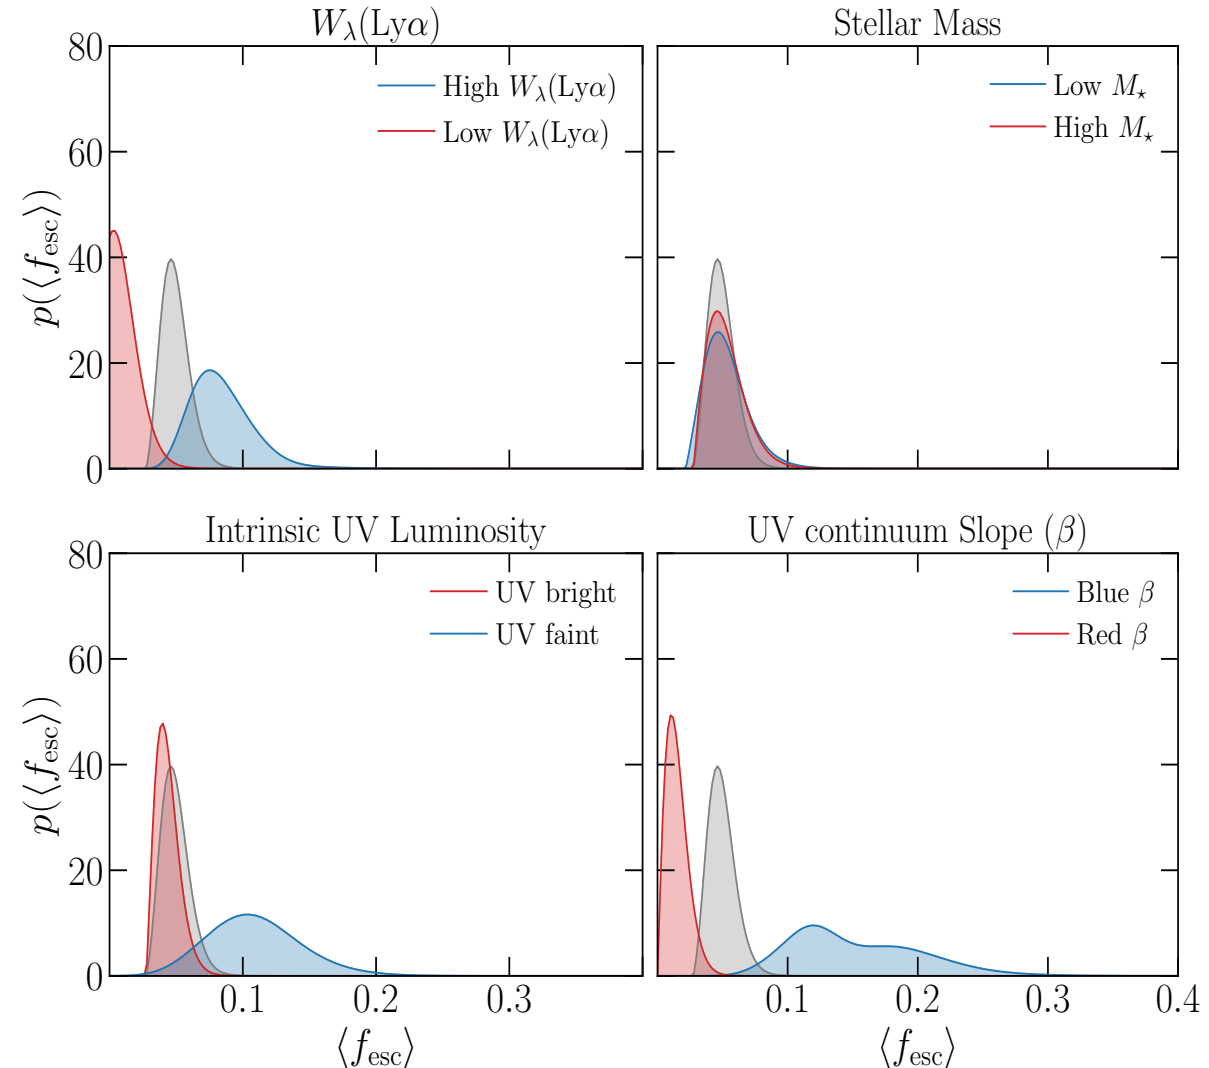 W_λ(Lyα)
80
60
40
20
0
p(⟨f_esc⟩)
High W_λ(Lyα)
Low W_λ(Lyα)
Stellar Mass
Low M_⋆
High M_⋆
Intrinsic UV Luminosity
80
60
40
20
0
p(⟨f_esc⟩)
UV bright
UV faint
0.1 0.2 0.3
⟨f_esc⟩
UV continuum Slope (β)
Blue β
Red β
0.1 0.2 0.3 0.4
⟨f_esc⟩